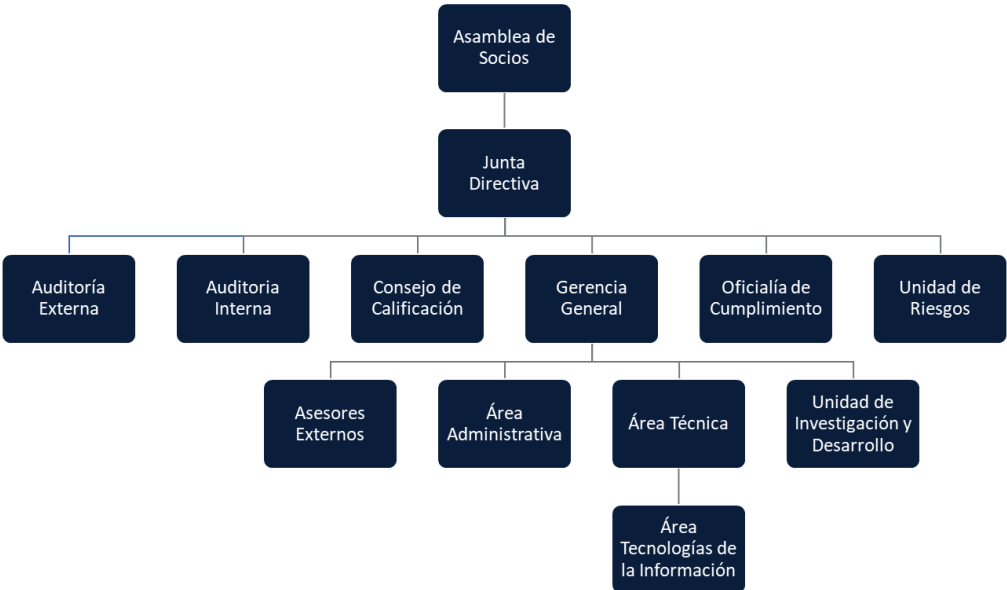 Asamblea de
Socios
Junta
Directiva
Auditoría
Externa
Auditoria
Interna
Consejo de
Calificación
Gerencia
General
Oficialía de
Cumplimiento
Unidad de
Riesgos
Asesores
Externos
Área
Administrativa
Área Técnica
Unidad de
Investigación y
Desarrollo
Área
Tecnologías de
la Información